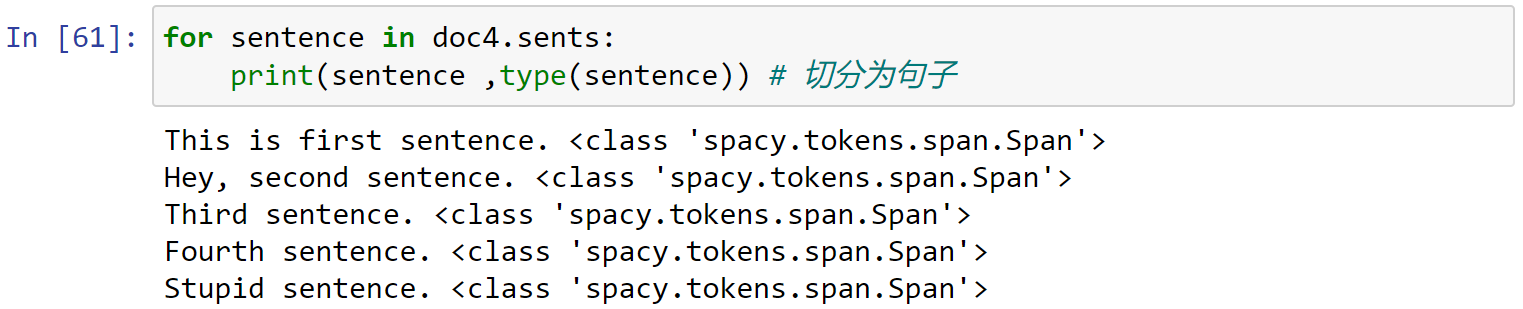 In [61]: for sentence in doc4.sents:
    print(sentence ,type(sentence)) # 切分为句子
This is first sentence. <class 'spacy.tokens.span.Span'>
Hey, second sentence. <class 'spacy.tokens.span.Span'>
Third sentence. <class 'spacy.tokens.span.Span'>
Fourth sentence. <class 'spacy.tokens.span.Span'>
Stupid sentence. <class 'spacy.tokens.span.Span'>